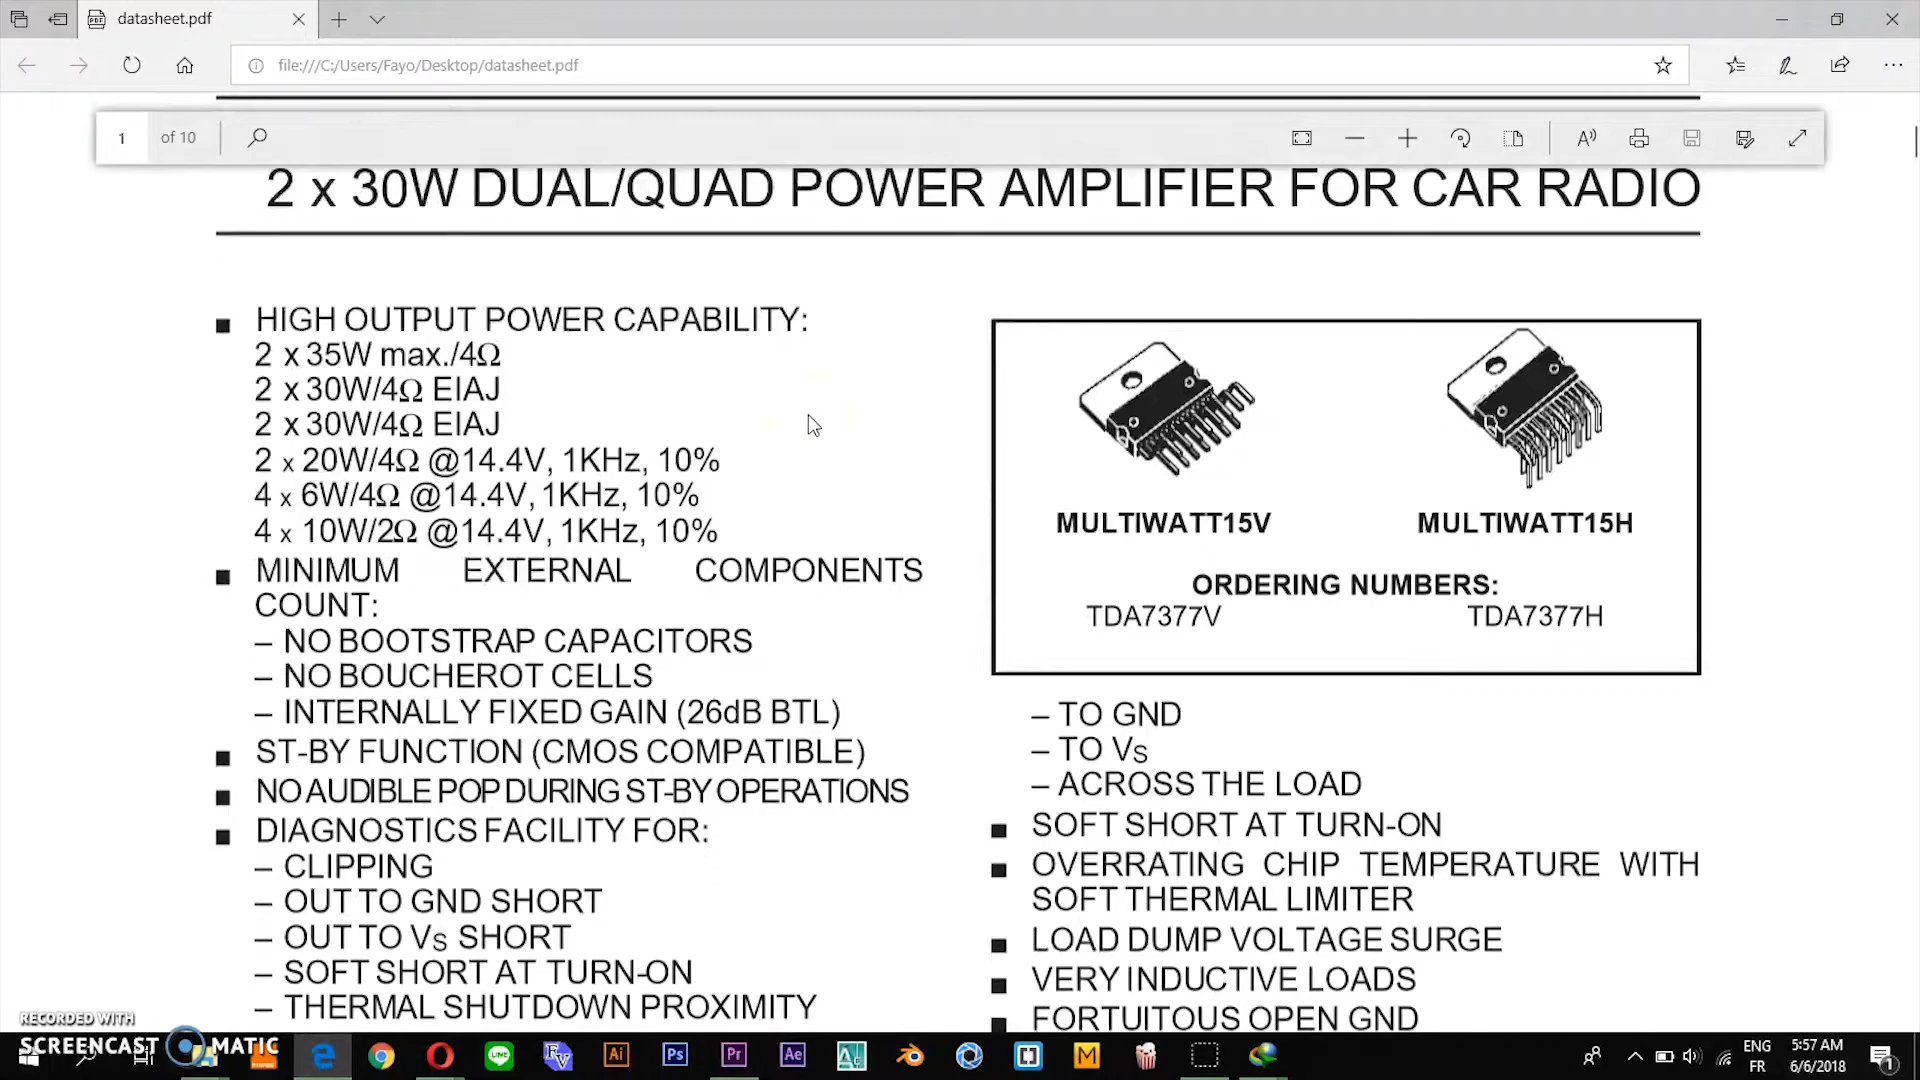 datasheet.pdf
file:///C:/Users/Fayo/Desktop/datasheet.pdf
1 of 10
2 x 30W DUAL/QUAD POWER AMPLIFIER FOR CAR RADIO
■ HIGH OUTPUT POWER CAPABILITY:
2 x 35W max./4Ω
2 x 30W/4Ω EIAJ
2 x 30W/4Ω EIAJ
2 x 20W/4Ω @14.4V, 1KHz, 10%
4 x 6W/4Ω @14.4V, 1KHz, 10%
4 x 10W/2Ω @14.4V, 1KHz, 10%
■ MINIMUM EXTERNAL COMPONENTS
COUNT:
– NO BOOTSTRAP CAPACITORS
– NO BOUCHEROT CELLS
– INTERNALLY FIXED GAIN (26dB BTL)
■ ST-BY FUNCTION (CMOS COMPATIBLE)
■ NO AUDIBLE POP DURING ST-BY OPERATIONS
■ DIAGNOSTICS FACILITY FOR:
– CLIPPING
– OUT TO GND SHORT
– OUT TO VS SHORT
– SOFT SHORT AT TURN-ON
– THERMAL SHUTDOWN PROXIMITY
MULTIWATT15V MULTIWATT15H
ORDERING NUMBERS:
TDA7377V TDA7377H
– TO GND
– TO VS
– ACROSS THE LOAD
■ SOFT SHORT AT TURN-ON
■ OVERRATING CHIP TEMPERATURE WITH
SOFT THERMAL LIMITER
■ LOAD DUMP VOLTAGE SURGE
■ VERY INDUCTIVE LOADS
■ FORTUITOUS OPEN GND
RECORDED WITH
SCREENCAST MATIC
LINE
FV
Ai
Ps
Pr
Ae
M
ENG
FR
5:57 AM
6/6/2018
1